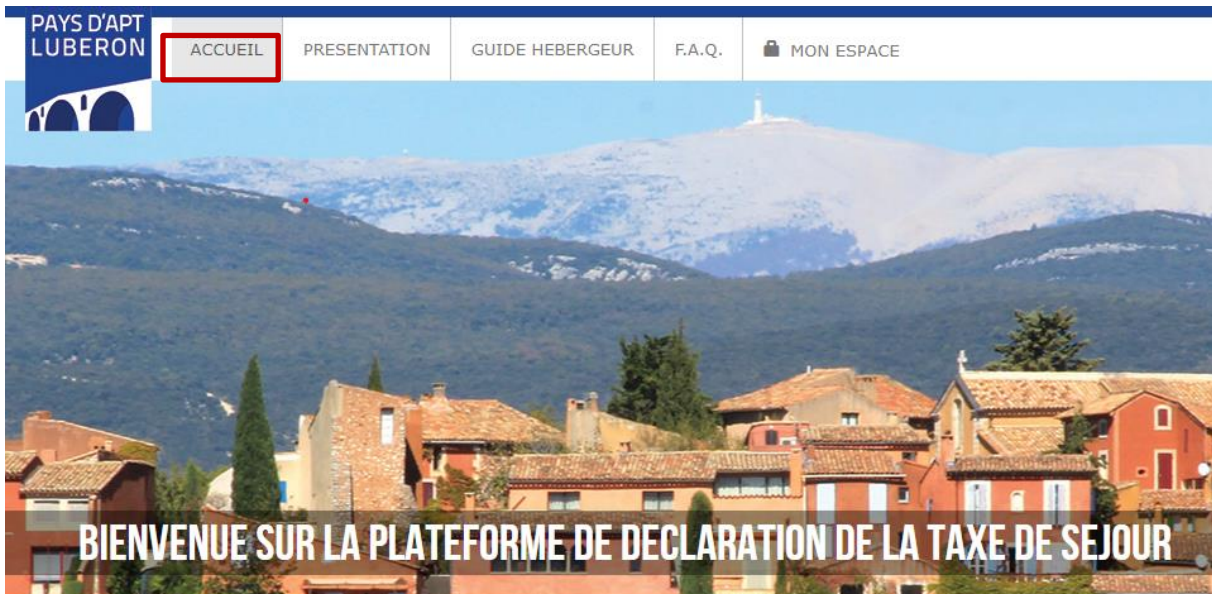 PAYS D'APT
LUBERON
ACCUEIL PRESENTATION GUIDE HEBERGEUR F.A.Q. MON ESPACE
BIENVENUE SUR LA PLATEFORME DE DECLARATION DE LA TAXE DE SEJOUR